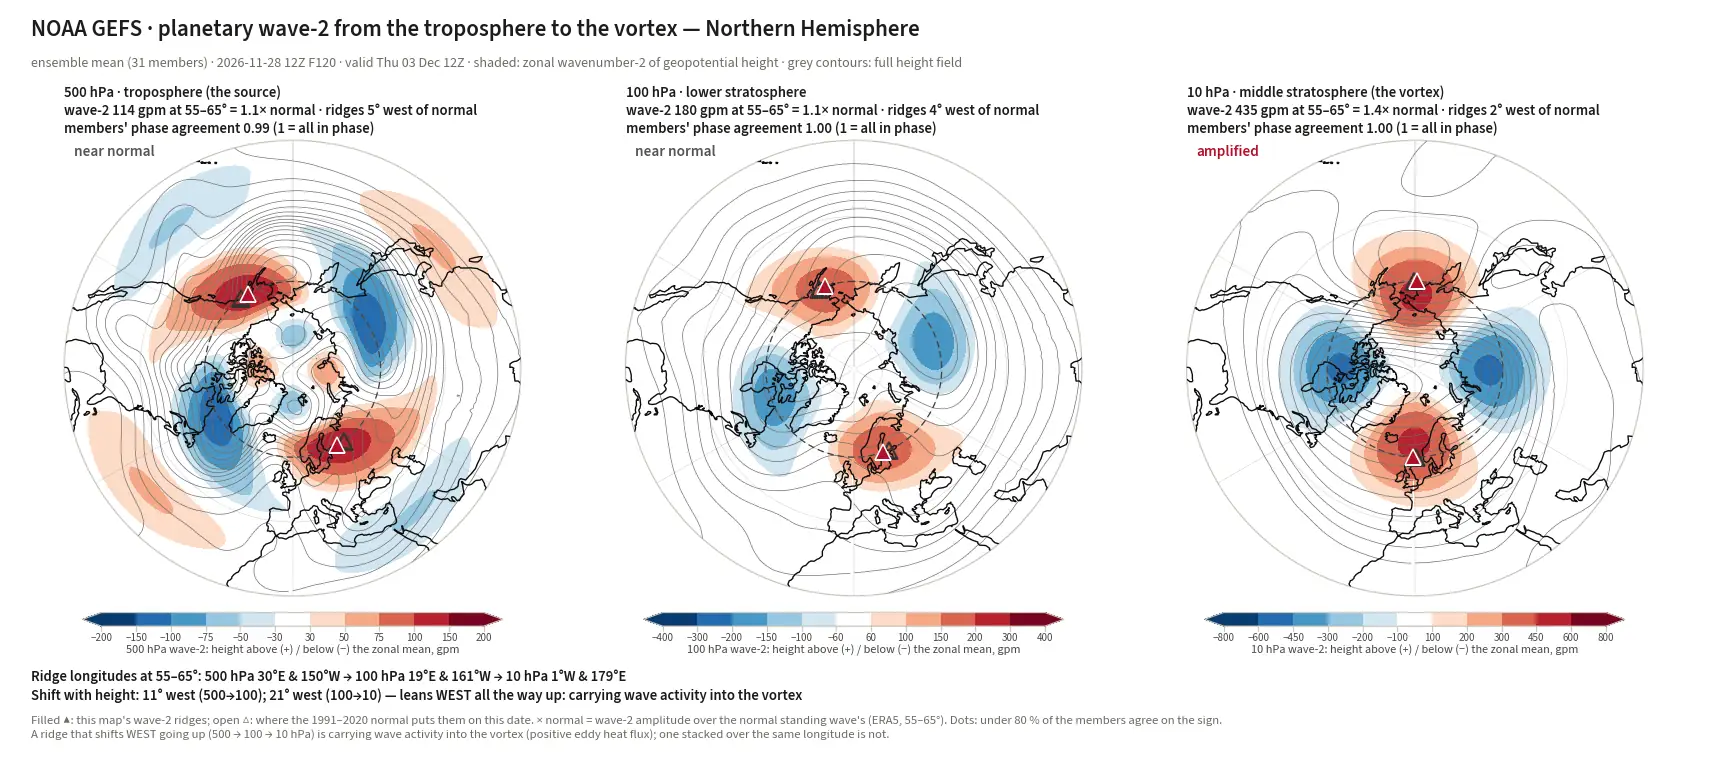 NOAA GEFS · planetary wave-2 from the troposphere to the vortex — Northern Hemisphere
ensemble mean (31 members) · 2026-11-28 12Z F120 · valid Thu 03 Dec 12Z · shaded: zonal wavenumber-2 of geopotential height · grey contours: full height field
500 hPa · troposphere (the source)
wave-2 114 gpm at 55–65° = 1.1× normal · ridges 5° west of normal
members' phase agreement 0.99 (1 = all in phase)
near normal
100 hPa · lower stratosphere
wave-2 180 gpm at 55–65° = 1.1× normal · ridges 4° west of normal
members' phase agreement 1.00 (1 = all in phase)
near normal
10 hPa · middle stratosphere (the vortex)
wave-2 435 gpm at 55–65° = 1.4× normal · ridges 2° west of normal
members' phase agreement 1.00 (1 = all in phase)
amplified
−200 −150 −100 −75 −50 −30 30 50 75 100 150 200
500 hPa wave-2: height above (+) / below (−) the zonal mean, gpm
−400 −300 −200 −150 −100 −60 60 100 150 200 300 400
100 hPa wave-2: height above (+) / below (−) the zonal mean, gpm
−800 −600 −450 −300 −200 −100 100 200 300 450 600 800
10 hPa wave-2: height above (+) / below (−) the zonal mean, gpm
Ridge longitudes at 55–65°: 500 hPa 30°E & 150°W → 100 hPa 19°E & 161°W → 10 hPa 1°W & 179°E
Shift with height: 11° west (500→100); 21° west (100→10) — leans WEST all the way up: carrying wave activity into the vortex
Filled ▲: this map's wave-2 ridges; open △: where the 1991–2020 normal puts them on this date. × normal = wave-2 amplitude over the normal standing wave's (ERA5, 55–65°). Dots: under 80 % of the members agree on the sign.
A ridge that shifts WEST going up (500 → 100 → 10 hPa) is carrying wave activity into the vortex (positive eddy heat flux); one stacked over the same longitude is not.